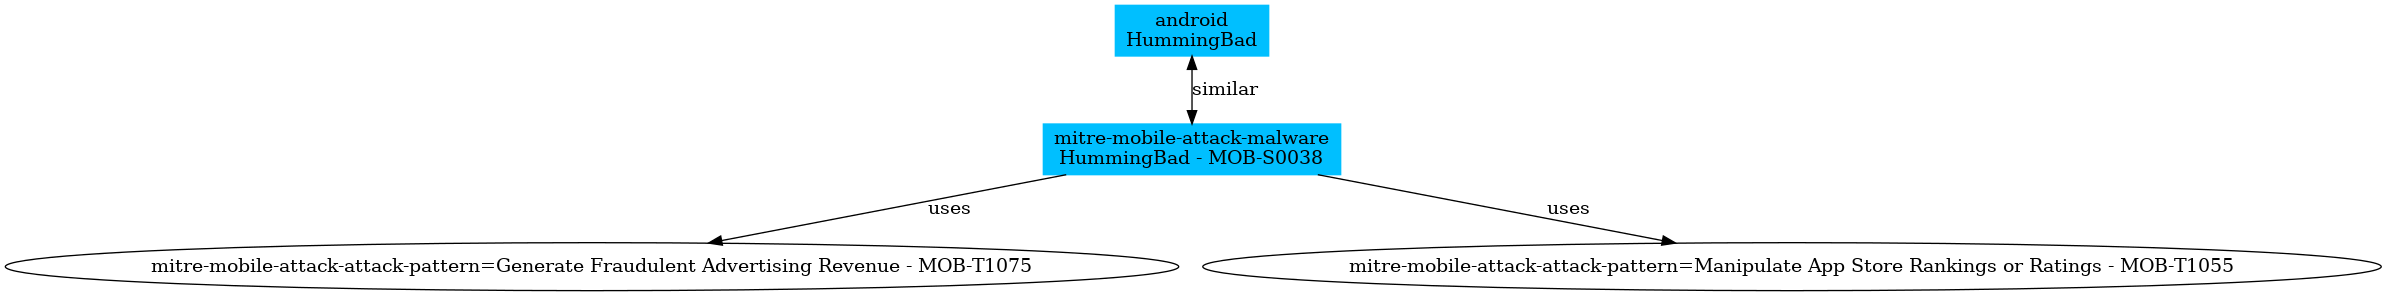 android
HummingBad
similar
mitre-mobile-attack-malware
HummingBad - MOB-S0038
uses
uses
mitre-mobile-attack-attack-pattern=Generate Fraudulent Advertising Revenue - MOB-T1075
mitre-mobile-attack-attack-pattern=Manipulate App Store Rankings or Ratings - MOB-T1055